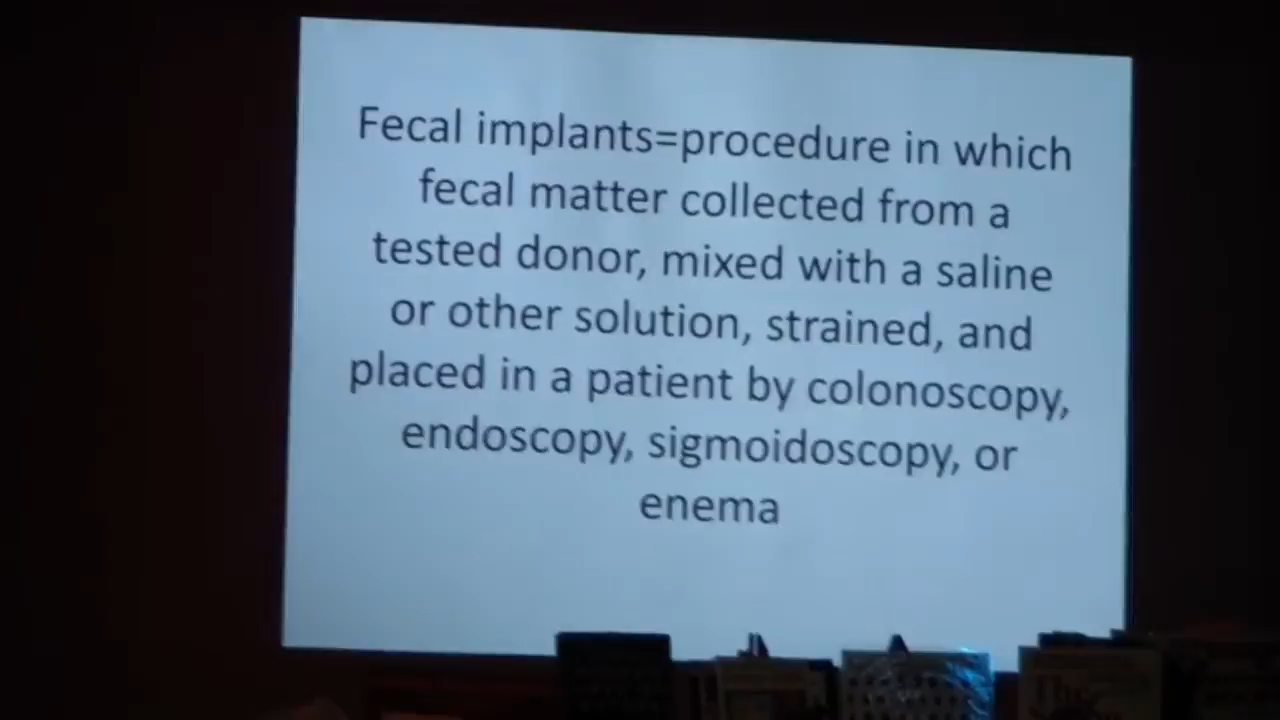 Fecal implants=procedure in which
fecal matter collected from a
tested donor, mixed with a saline
or other solution, strained, and
placed in a patient by colonoscopy,
endoscopy, sigmoidoscopy, or
enema